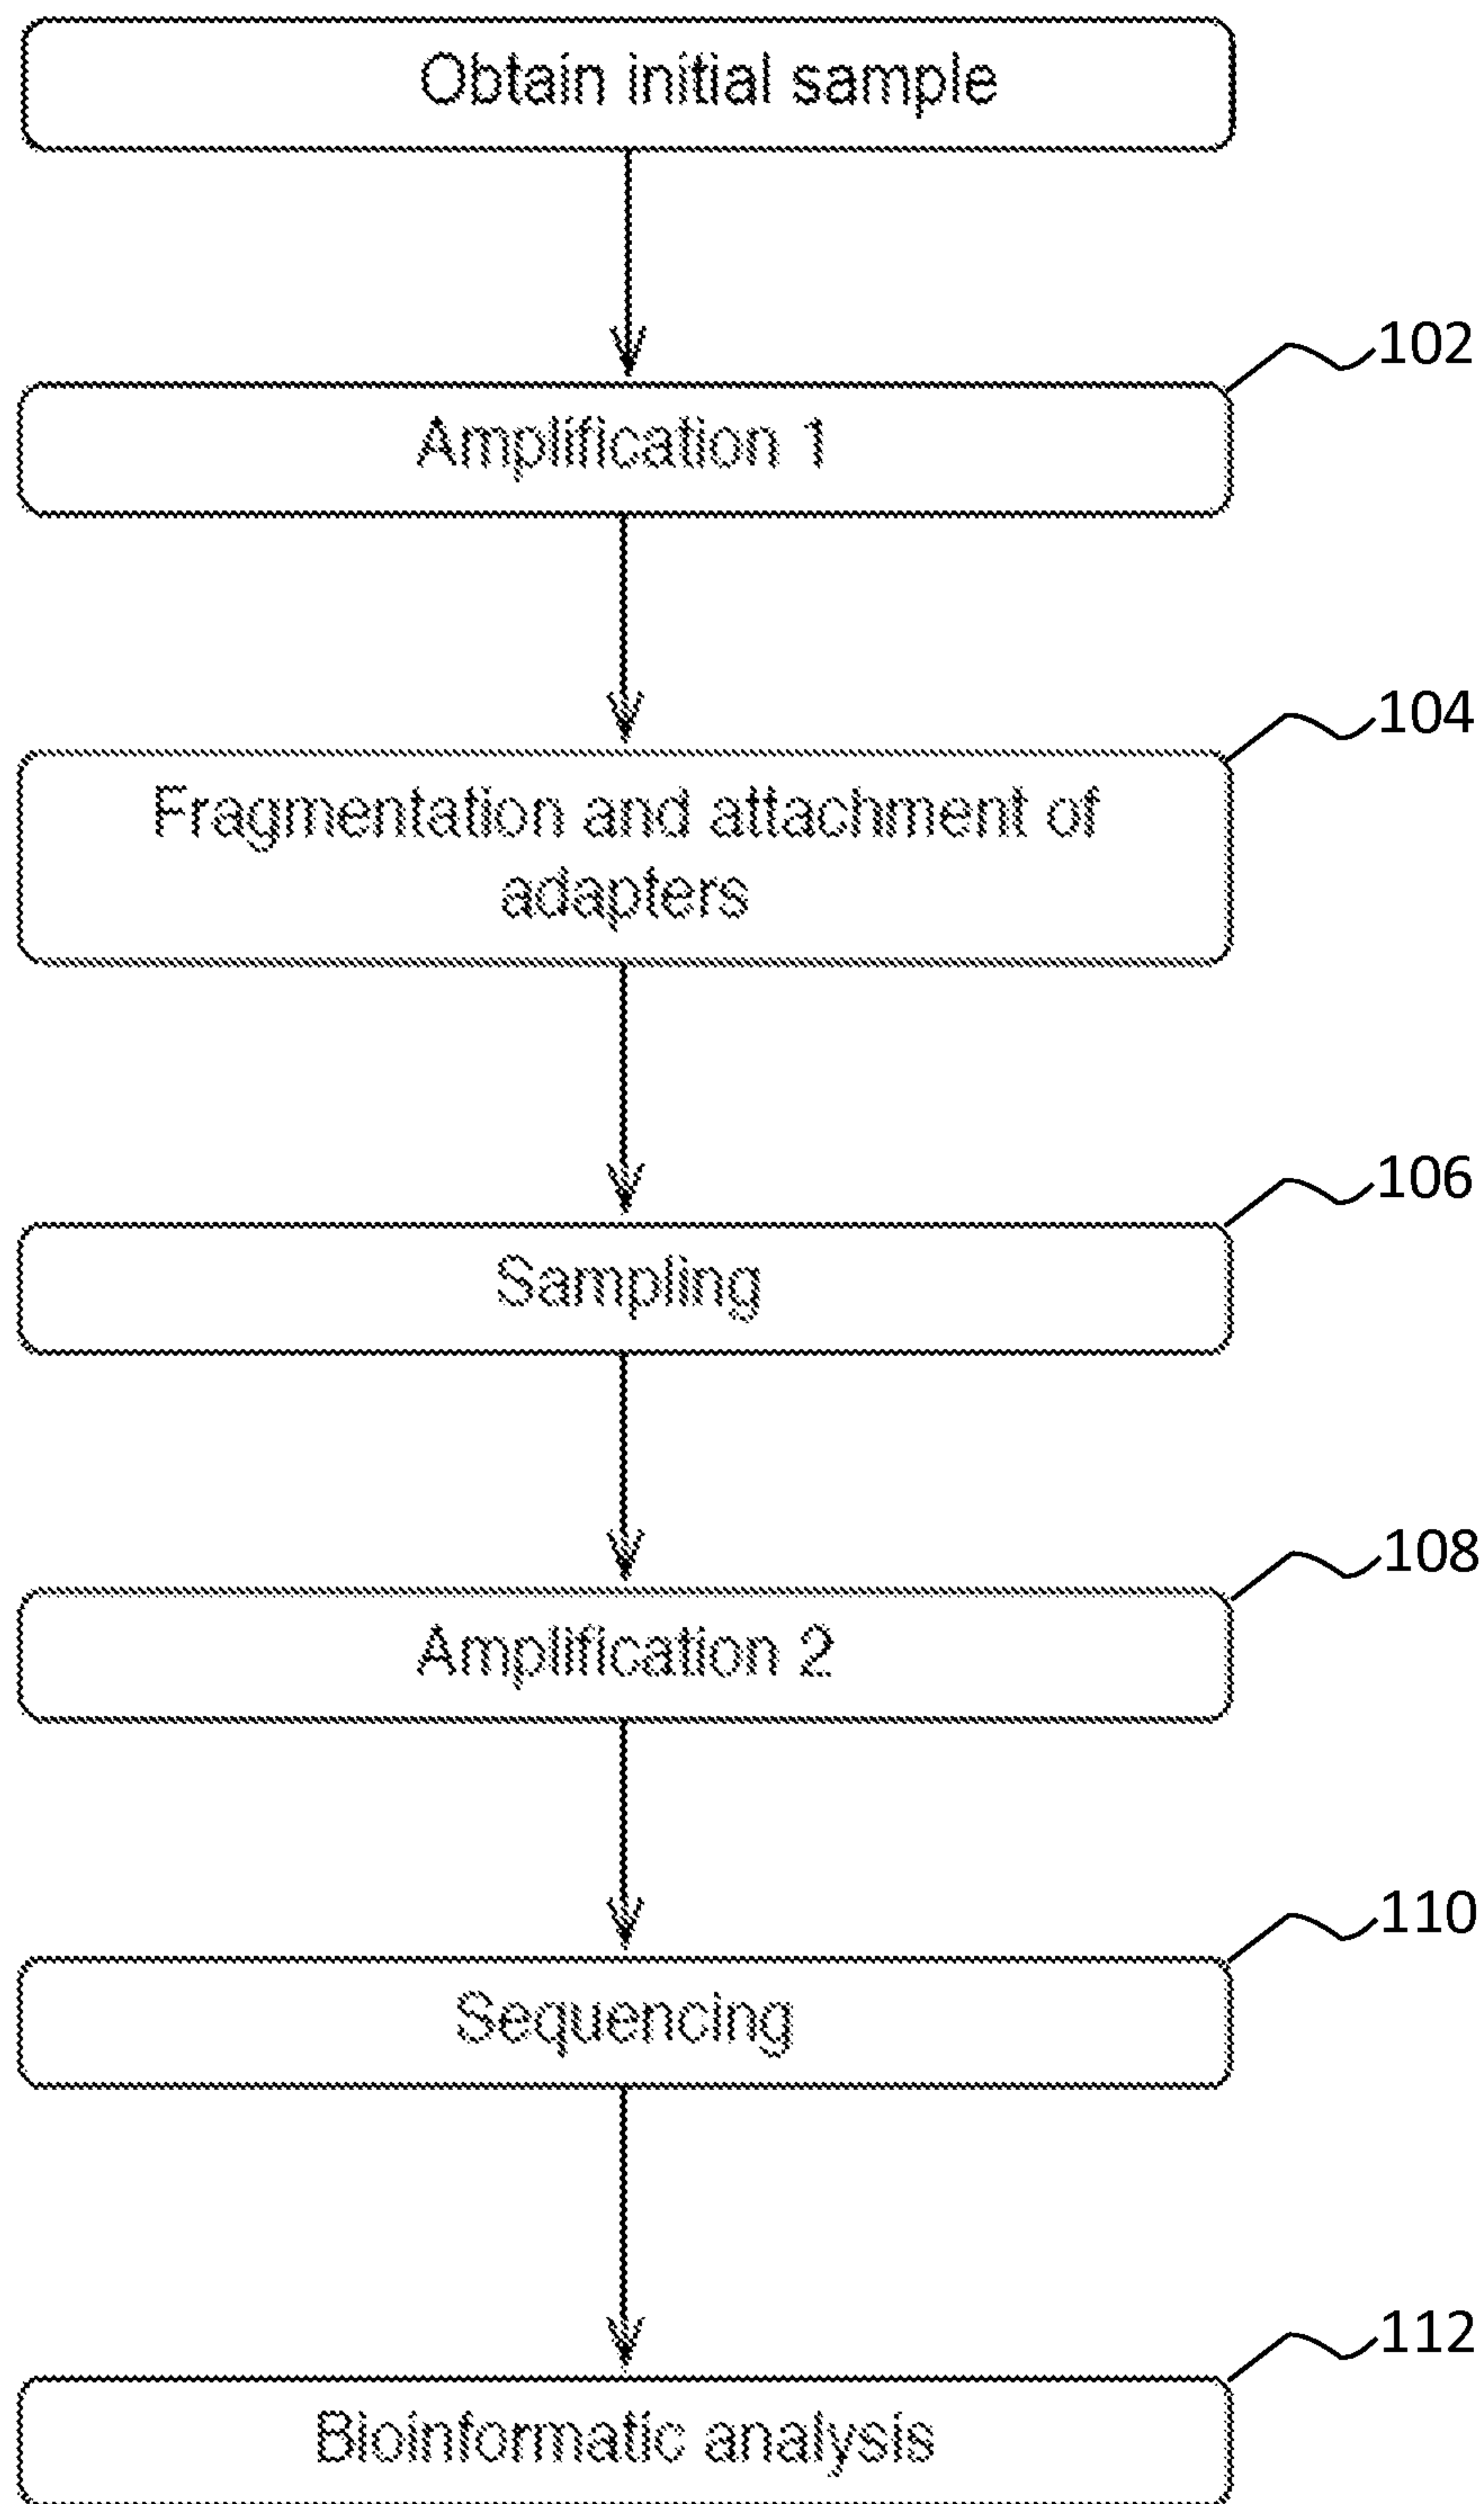 Obtain initial sample
102
Amplification 1
104
Fragmentation and attachment of
adapters
106
Sampling
108
Amplification 2
110
Sequencing
112
Bioinformatic analysis